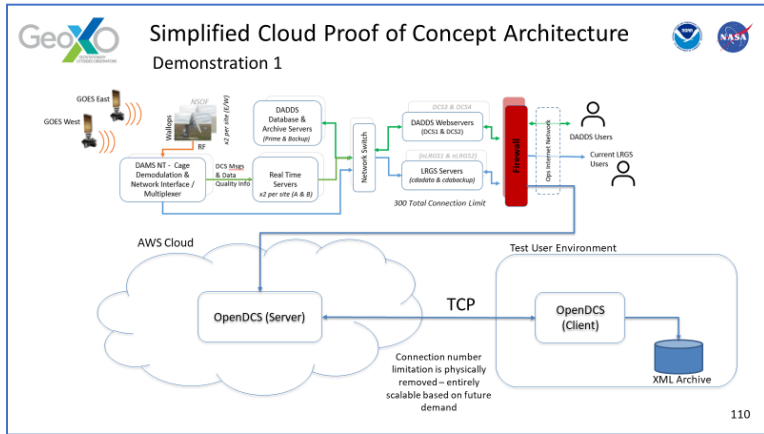 GeoXO
Simplified Cloud Proof of Concept Architecture
NOAA
NASA
Demonstration 1
GOES East
GOES West
NSOF
Wallops
x2 per site (E/W)
RF
DADDS
Database &
Archive Servers
(Prime & Backup)
DAMS NT - Cage
Demodulation &
Network Interface /
Multiplexer
DCS Msgs
& Data
Quality Info
Real Time
Servers
x2 per site (A & B)
Network Switch
DCS3 & DCS4
DADDS Webservers
(DCS1 & DCS2)
(nLRGS1 & nLRGS2)
LRGS Servers
(cdadata & cdabackup)
300 Total Connection Limit
Firewall
Ops Internet Network
DADDS Users
Current LRGS
Users
AWS Cloud
OpenDCS (Server)
TCP
Connection number
limitation is physically
removed – entirely
scalable based on future
demand
Test User Environment
OpenDCS
(Client)
XML Archive
110